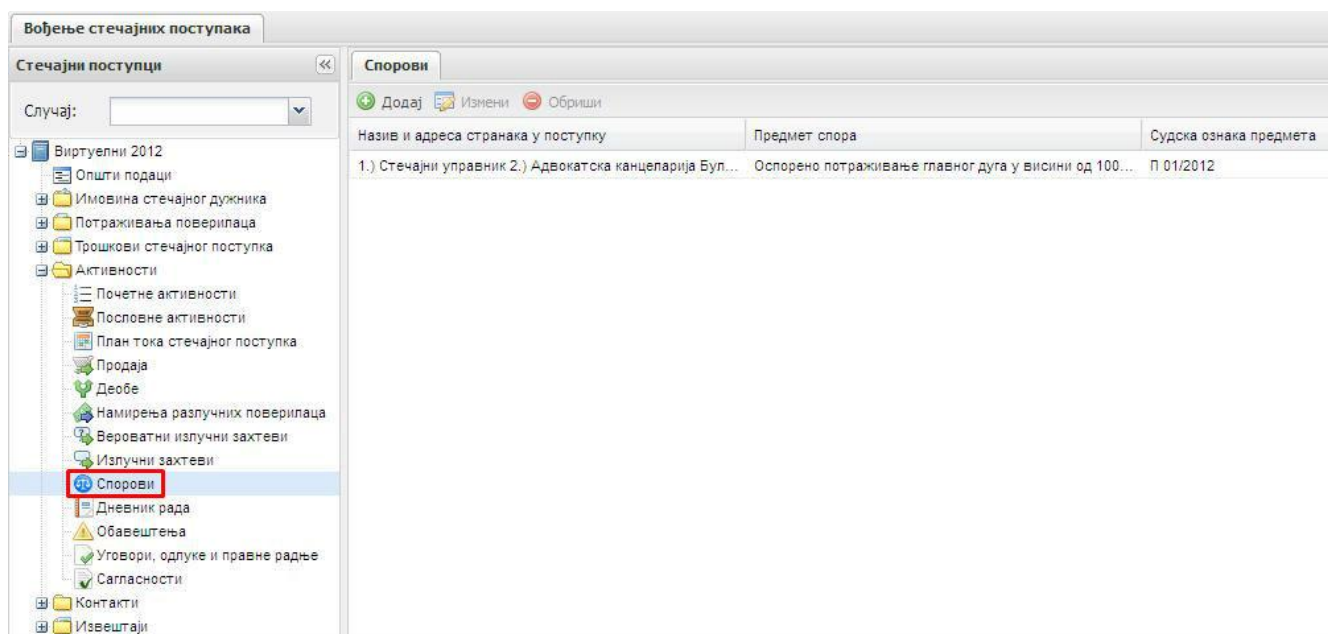 Вођење стечајних поступака
Стечајни поступци
Случај:
Виртуелни 2012
Општи подаци
Имовина стечајног дужника
Потраживања поверилаца
Трошкови стечајног поступка
Активности
Почетне активности
Пословне активности
План тока стечајног поступка
Продаја
Деобе
Намирења разлучних поверилаца
Вероватни излучни захтеви
Излучни захтеви
Спорови
Дневник рада
Обавештења
Уговори, одлуке и правне радње
Сагласности
Контакти
Извештаји
Спорови
Додај Измени Обриши
Назив и адреса странака у поступку Предмет спора Судска ознака предмета
1.) Стечајни управник 2.) Адвокатска канцеларија Бул... Оспорено потраживање главног дуга у висини од 100... П 01/2012